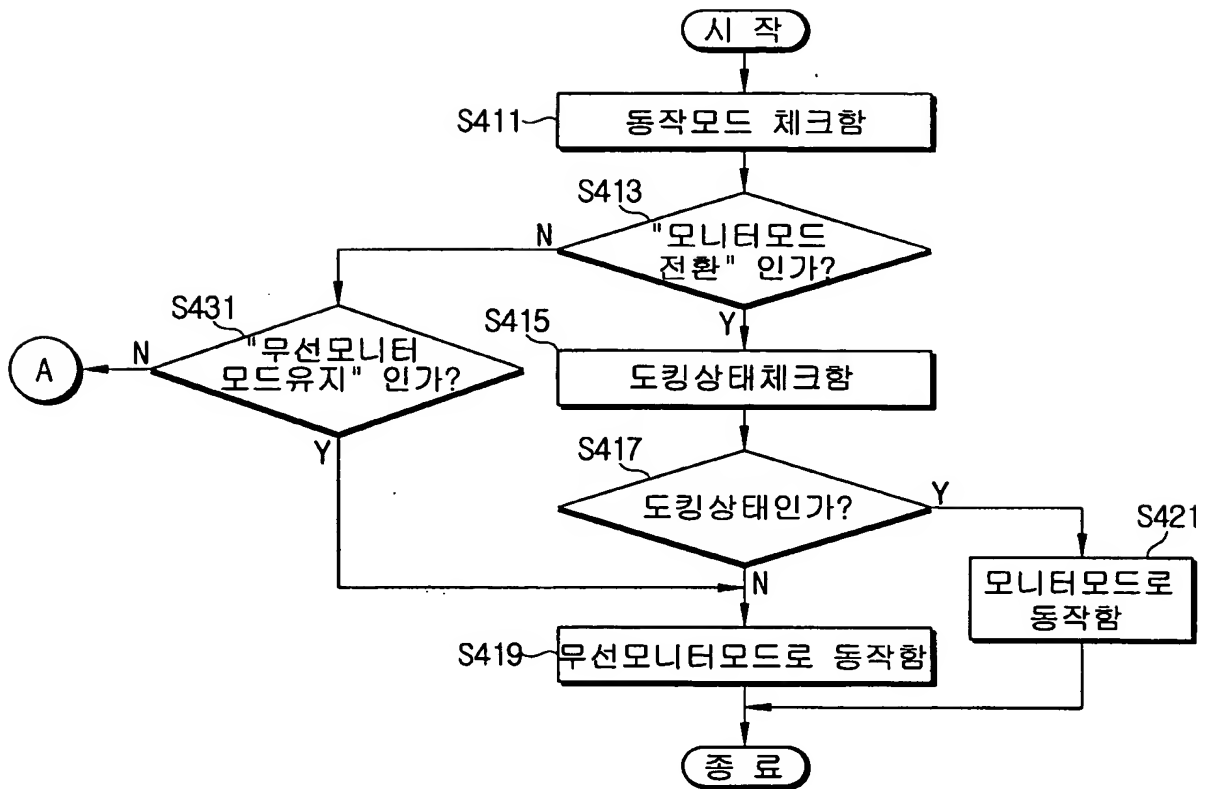 시 작
S411
동작모드 체크함
S413
N
"모니터모드
전환" 인가?
Y
S431
N
A
"무선모니터
모드유지" 인가?
Y
S415
도킹상태체크함
S417
도킹상태인가?
Y
N
S421
모니터모드로
동작함
S419
무선모니터모드로 동작함
종 료